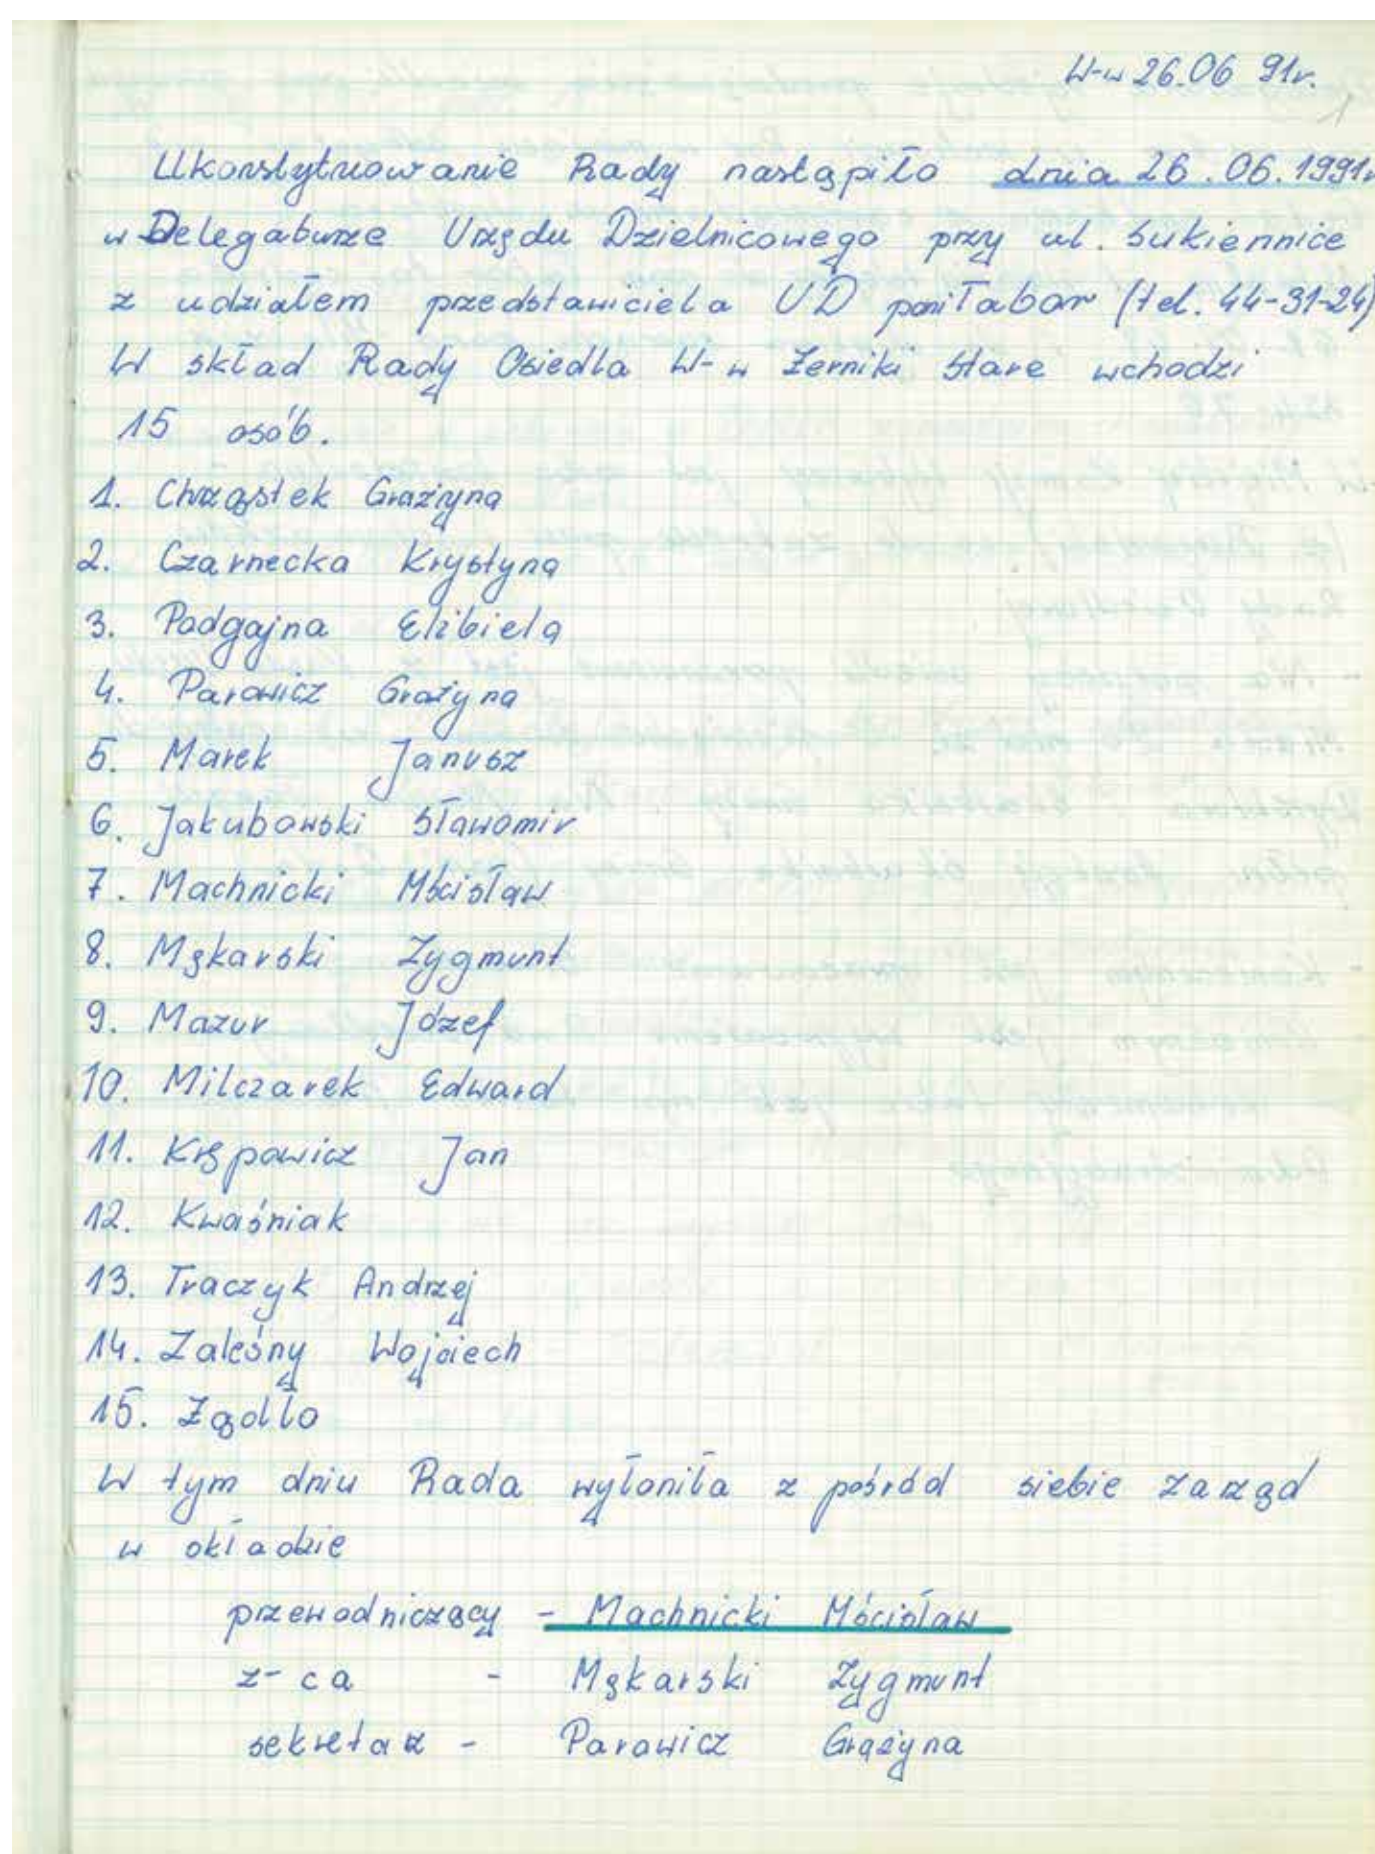 W-w 26.06 91r.
1
Ukonstytuowanie Rady nastąpiło dnia 26.06.1991r
w Delegaturze Urzędu Dzielnicowego przy ul. Sukiennice
z udziałem przedstawiciela UD pani Tabor (tel. 44-31-24)
W skład Rady Osiedla W-w Żerniki Stare wchodzi
15 osób.
1. Chrząstek Grażyna
2. Czarnecka Krystyna
3. Podgajna Elżbieta
4. Parowicz Grażyna
5. Marek Janusz
6. Jakubowski Sławomir
7. Machnicki Mścisław
8. Mękarski Zygmunt
9. Mazur Józef
10. Milczarek Edward
11. Kępowicz Jan
12. Kwaśniak
13. Traczyk Andrzej
14. Zaleśny Wojciech
15. Żądło
W tym dniu Rada wyłoniła z pośród siebie Zarząd
w składzie
przewodniczący - Machnicki Mścisław
z-ca - Mękarski Zygmunt
sekretarz - Parowicz Grażyna